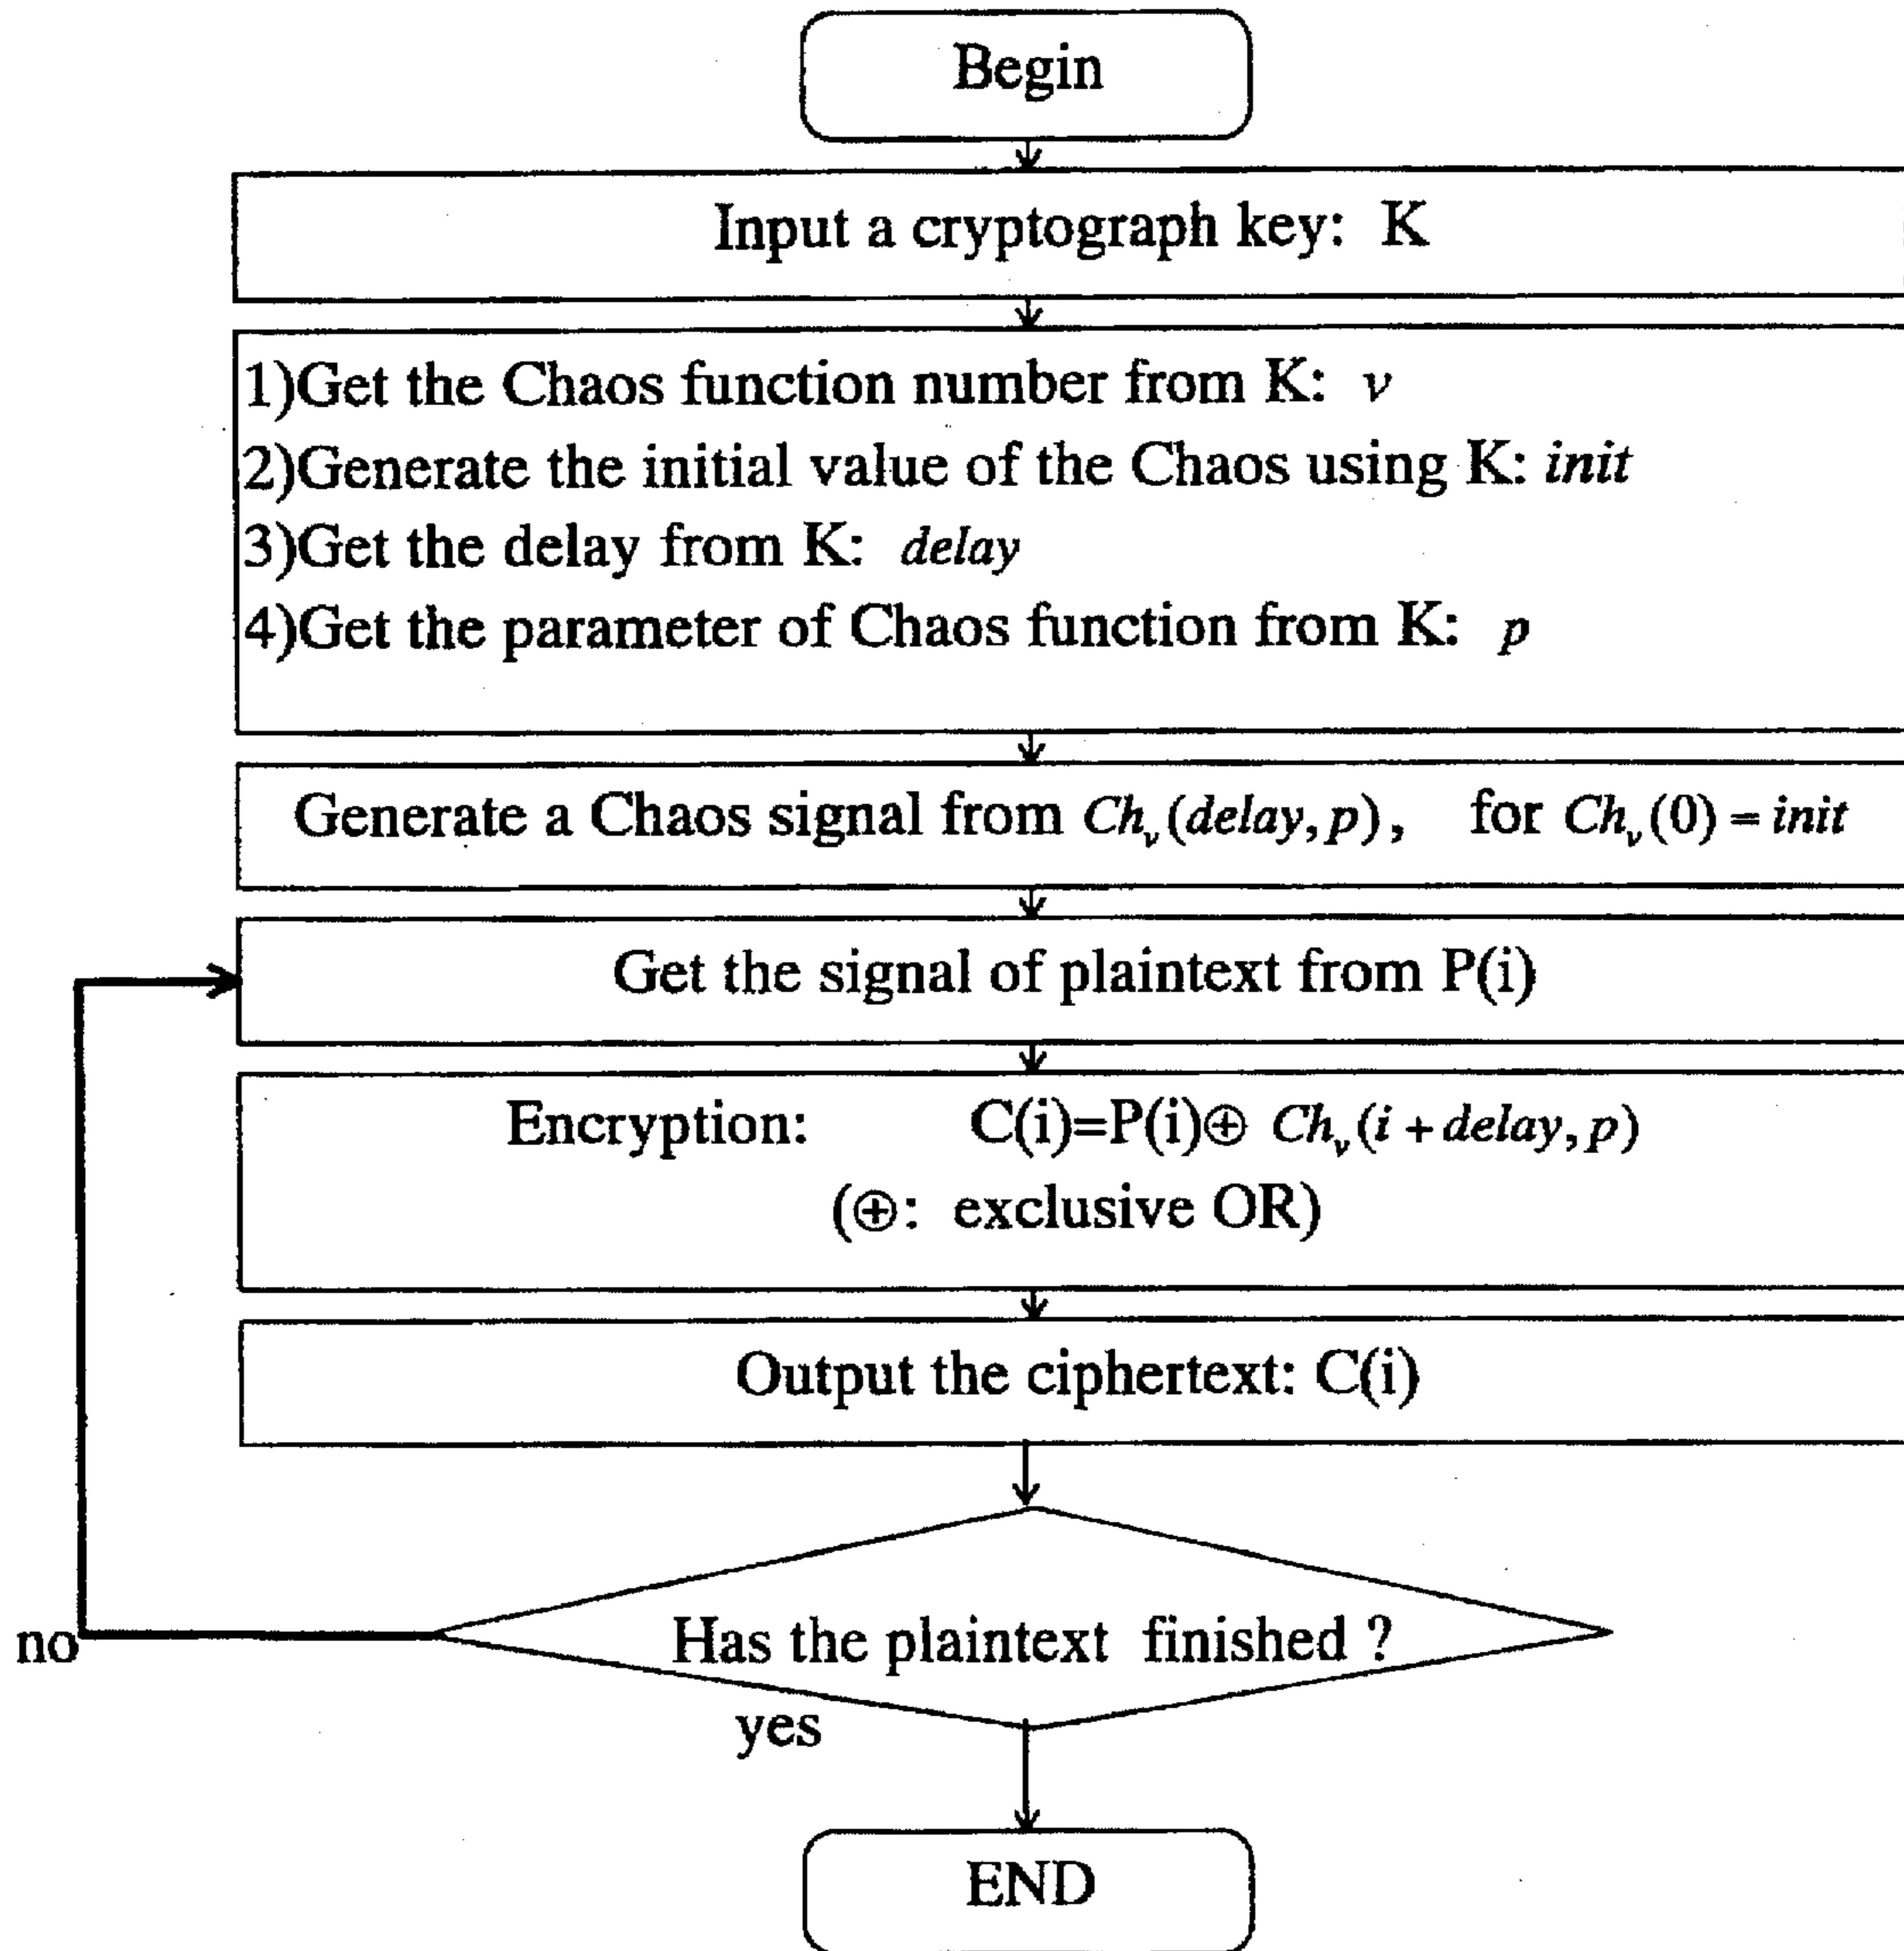 Begin
Input a cryptograph key: K
1)Get the Chaos function number from K: v
2)Generate the initial value of the Chaos using K: init
3)Get the delay from K: delay
4)Get the parameter of Chaos function from K: p
Generate a Chaos signal from Ch_v(delay, p), for Ch_v(0) = init
Get the signal of plaintext from P(i)
Encryption: C(i)=P(i)⊕ Ch_v(i + delay, p)
(⊕: exclusive OR)
Output the ciphertext: C(i)
Has the plaintext finished ?
no
yes
END